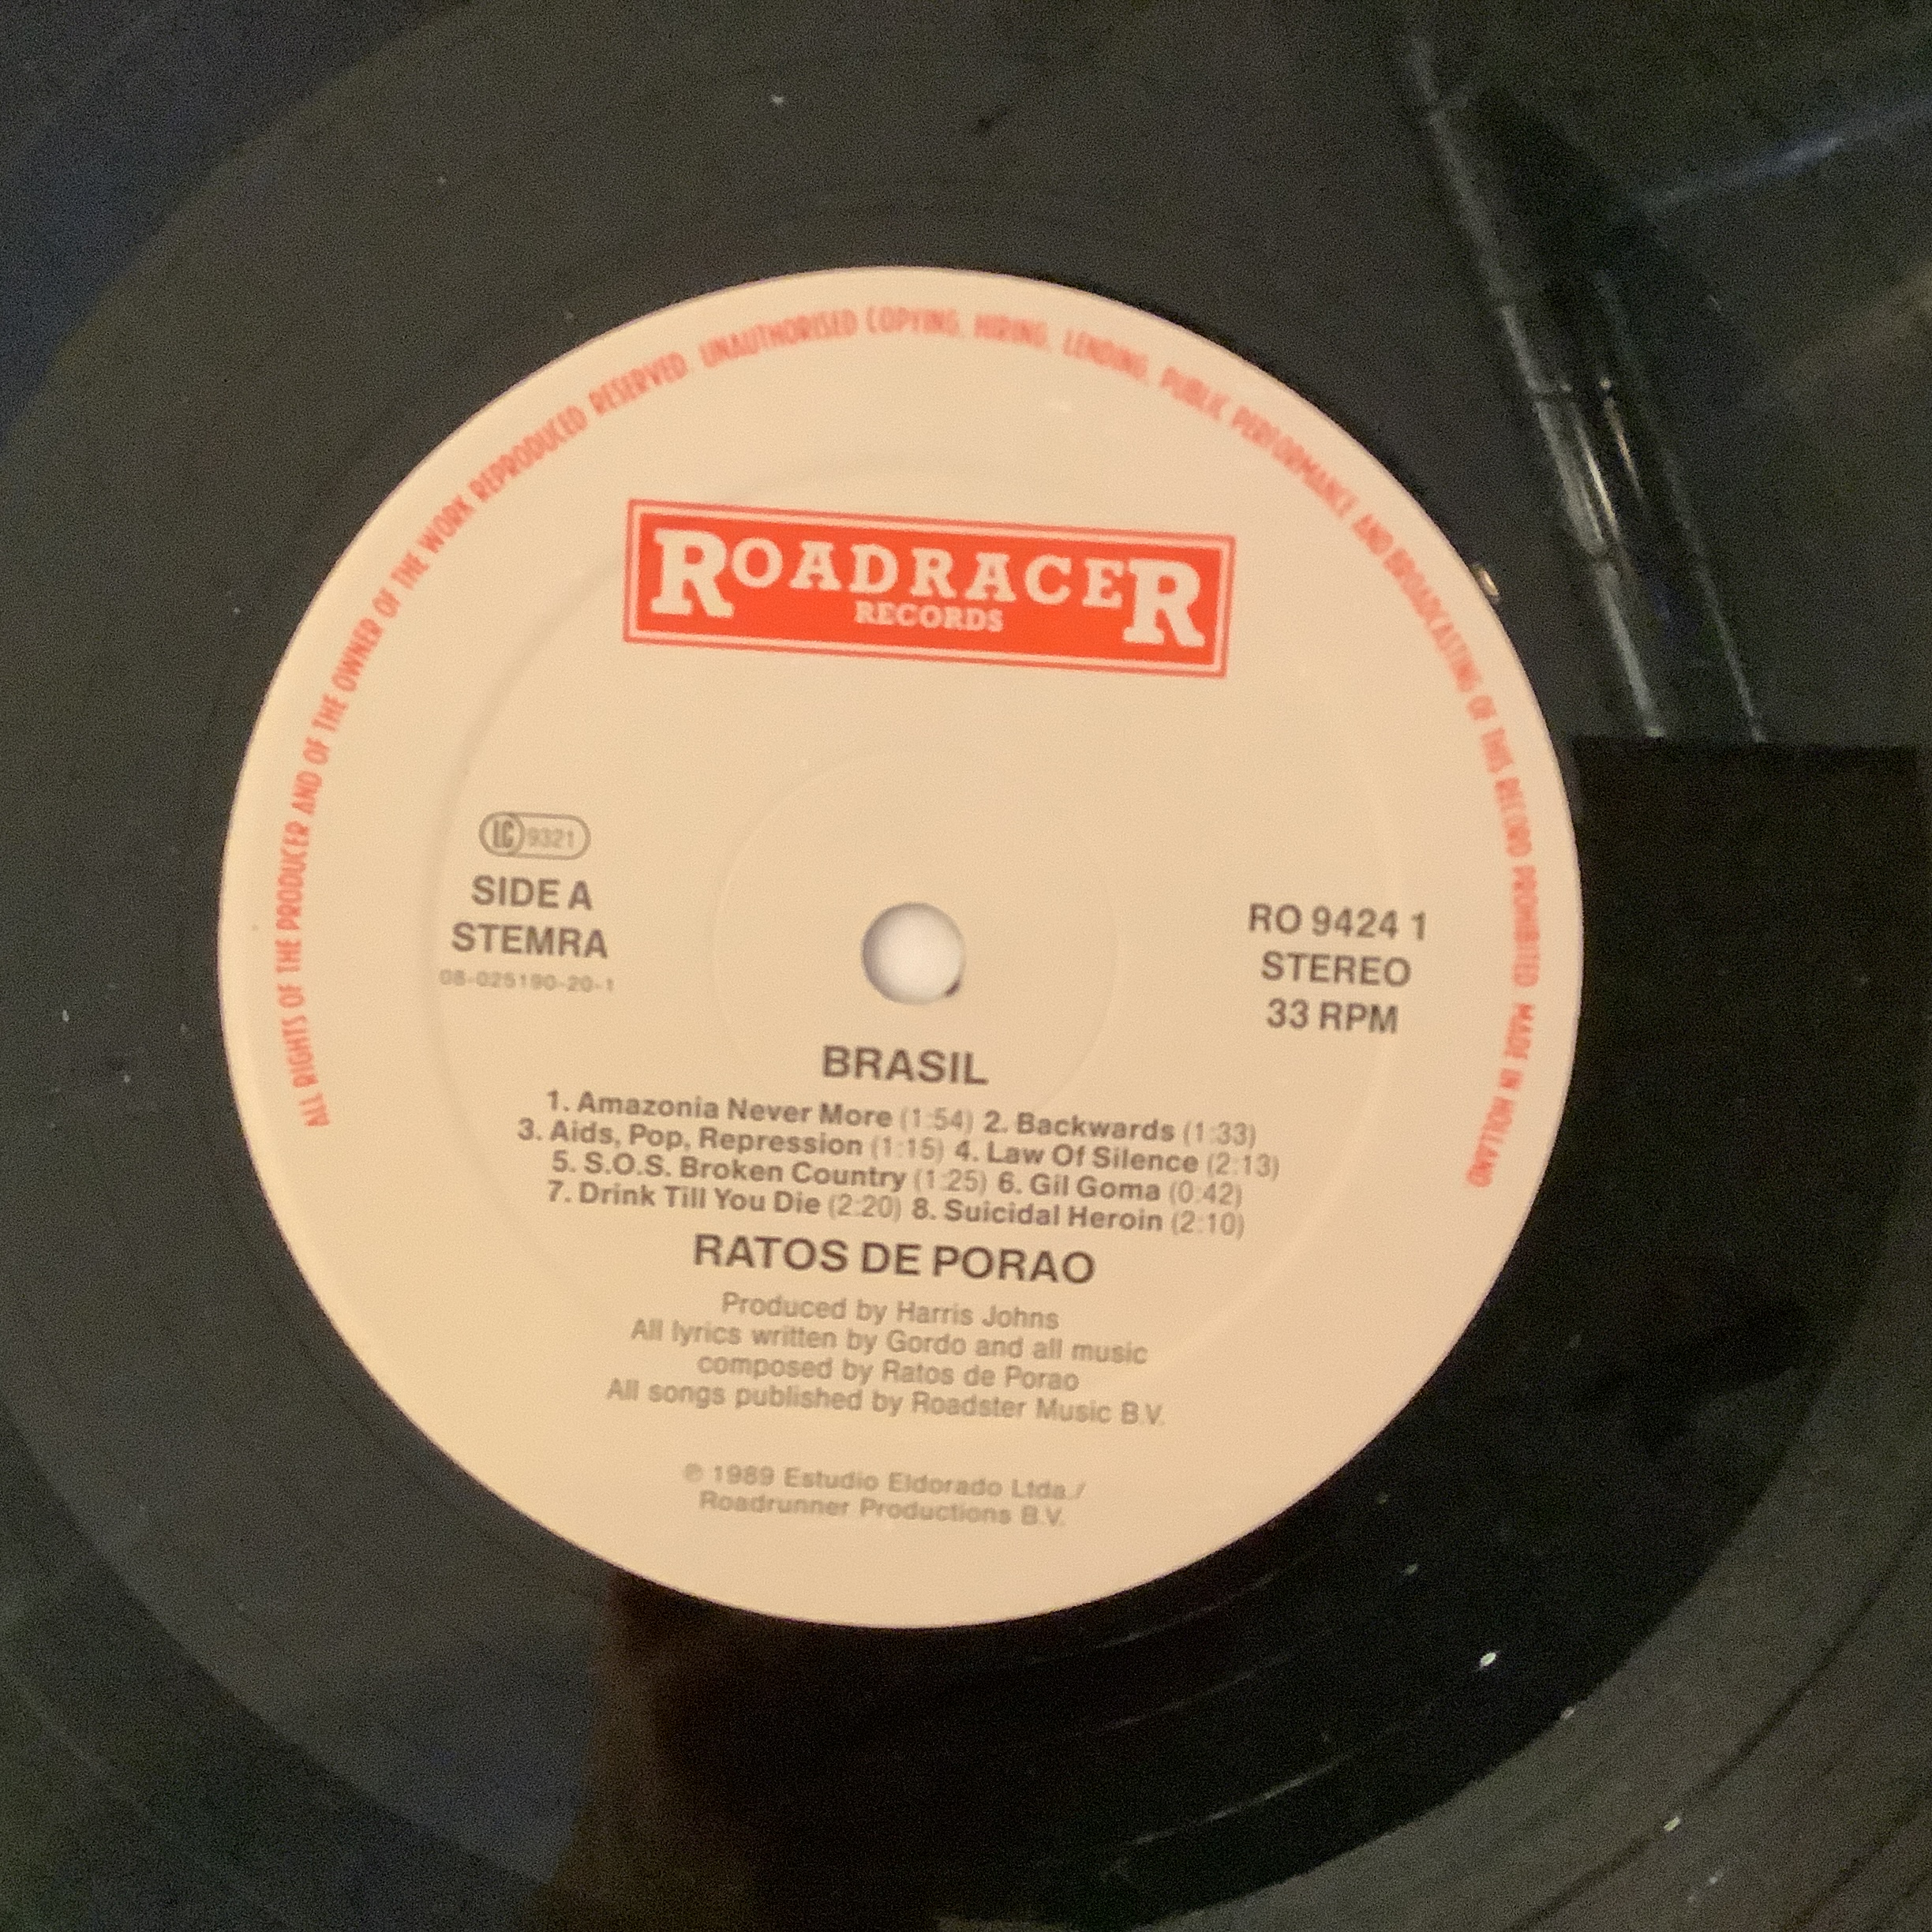 ALL RIGHTS OF THE PRODUCER AND OF THE OWNER OF THE WORK REPRODUCED RESERVED. UNAUTHORISED COPYING, HIRING, LENDING, PUBLIC PERFORMANCE AND BROADCASTING OF THIS RECORD PROHIBITED MADE IN HOLLAND
ROADRACER
RECORDS
LC 9321
SIDE A
STEMRA
08-025190-20-1
RO 9424 1
STEREO
33 RPM
BRASIL
1. Amazonia Never More (1:54) 2. Backwards (1:33)
3. Aids, Pop, Repression (1:15) 4. Law Of Silence (2:13)
5. S.O.S. Broken Country (1:25) 6. Gil Goma (0:42)
7. Drink Till You Die (2:20) 8. Suicidal Heroin (2:10)
RATOS DE PORAO
Produced by Harris Johns
All lyrics written by Gordo and all music
composed by Ratos de Porao
All songs published by Roadster Music B.V.
℗ 1989 Estudio Eldorado Ltda./
Roadrunner Productions B.V.